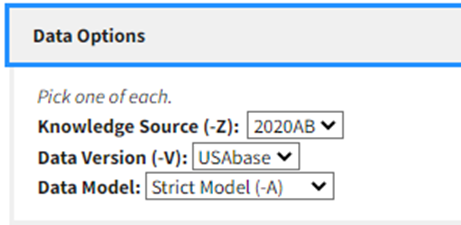 Data Options
Pick one of each.
Knowledge Source (-Z): 2020AB
Data Version (-V): USAbase
Data Model: Strict Model (-A)